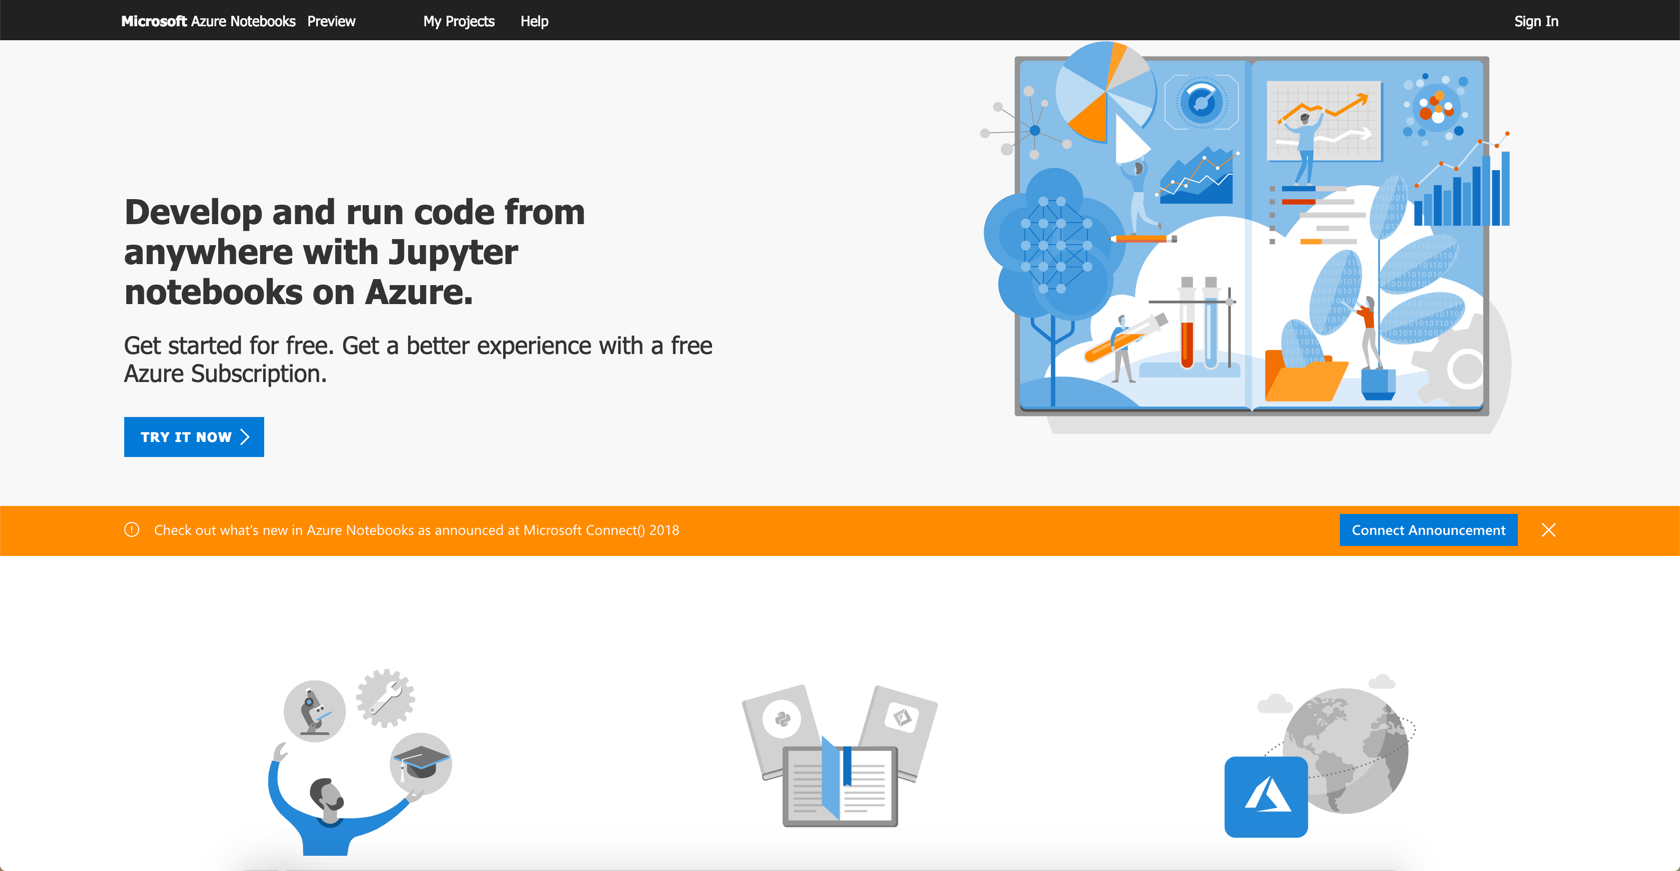 Microsoft Azure Notebooks Preview My Projects Help Sign In
Develop and run code from
anywhere with Jupyter
notebooks on Azure.
Get started for free. Get a better experience with a free
Azure Subscription.
TRY IT NOW
Check out what's new in Azure Notebooks as announced at Microsoft Connect() 2018
Connect Announcement